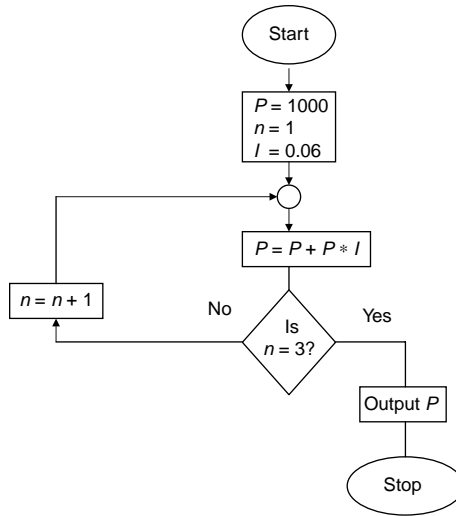 Start
P = 1000
n = 1
I = 0.06
P = P + P * I
n = n + 1
No
Is
n = 3?
Yes
Output P
Stop